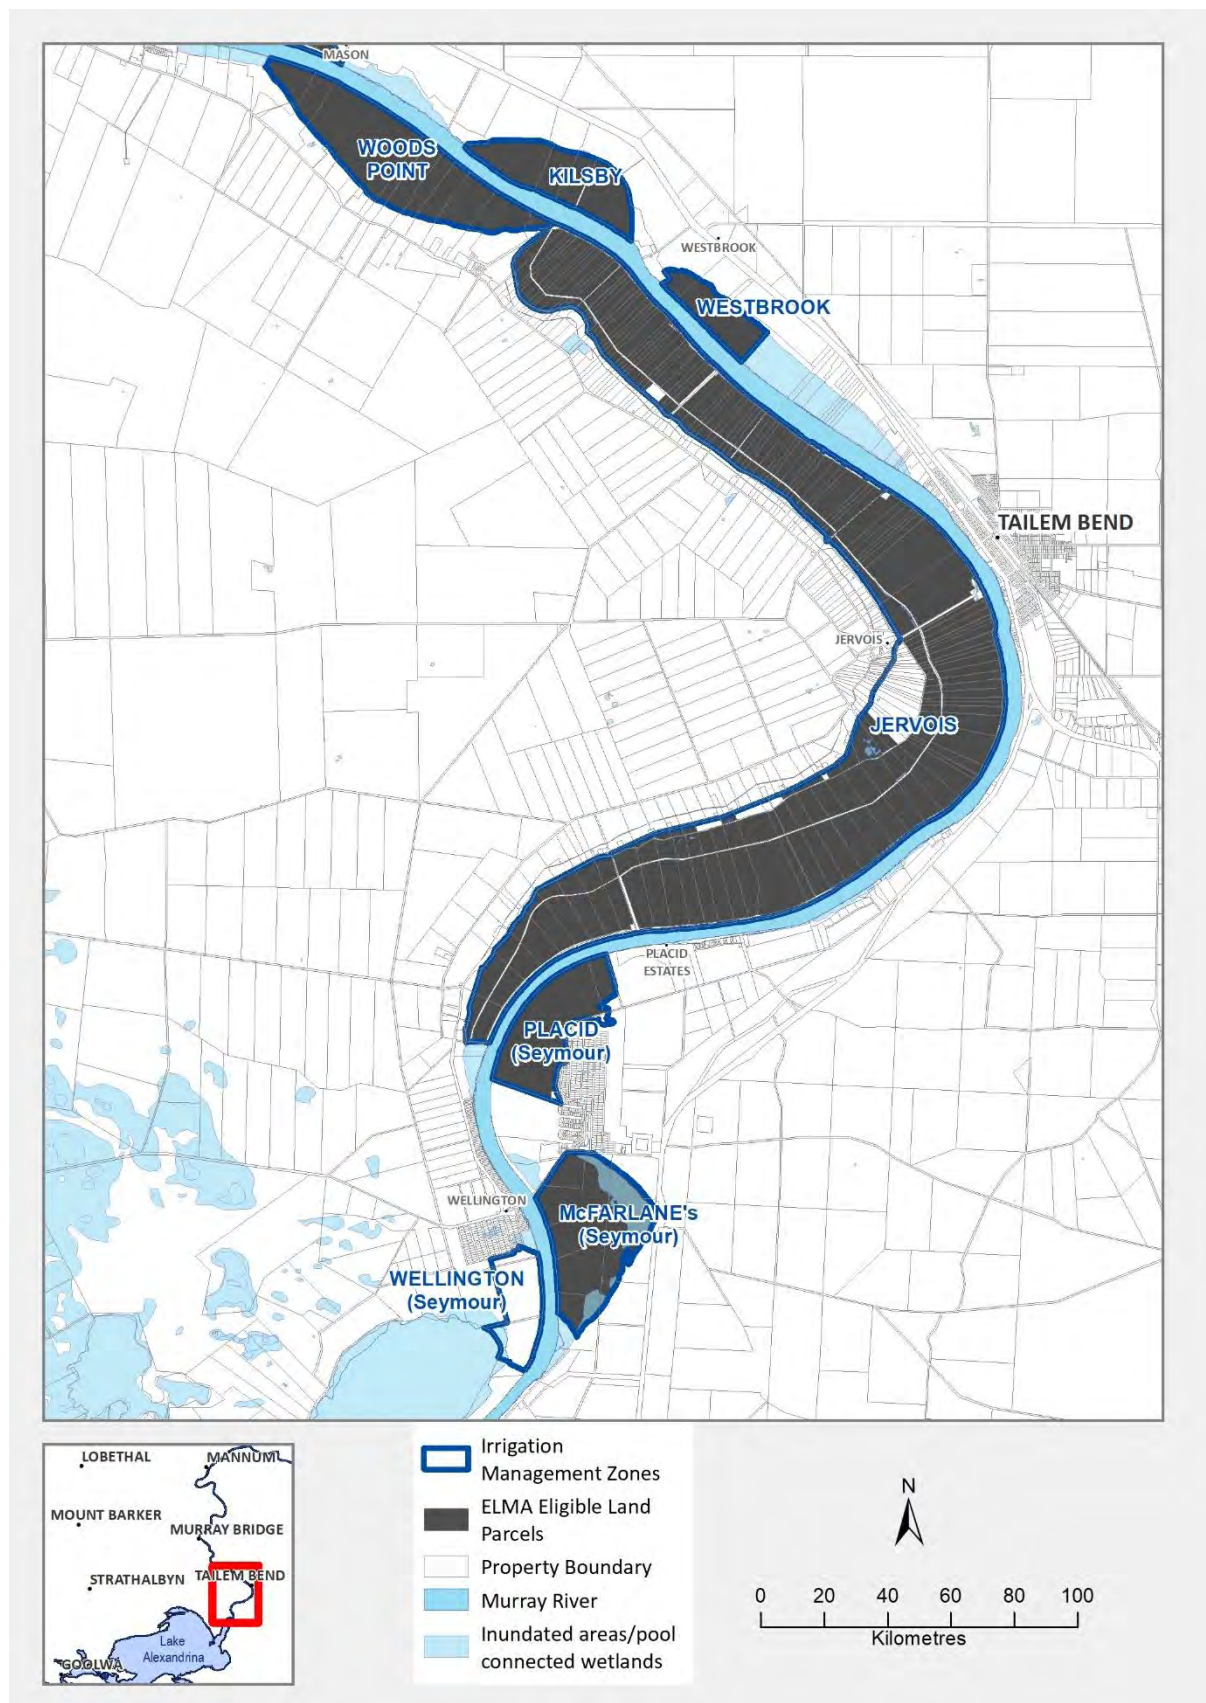 MASON
WOODS
POINT
KILSBY
WESTBROOK
WESTBROOK
TAILEM BEND
JERVOIS
JERVOIS
PLACID
ESTATES
PLACID
(Seymour)
WELLINGTON
McFARLANE's
(Seymour)
WELLINGTON
(Seymour)
LOBETHAL
MANNUM
MOUNT BARKER
MURRAY BRIDGE
STRATHALBYN
TAILEM BEND
Lake
Alexandrina
GOOLWA
Irrigation
Management Zones
ELMA Eligible Land
Parcels
Property Boundary
Murray River
Inundated areas/pool
connected wetlands
N
0 20 40 60 80 100
Kilometres